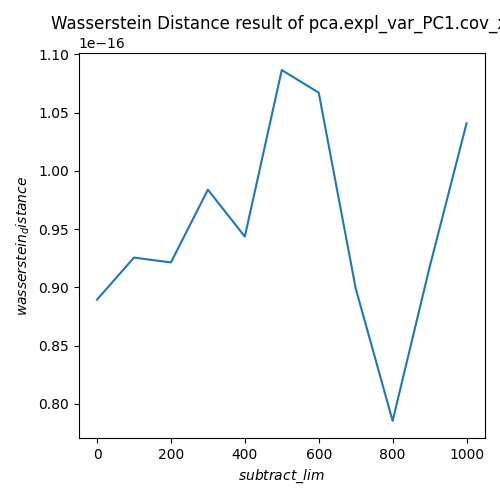 Wasserstein Distance result of pca.expl_var_PC1.cov_x
1e−16
1.10
1.05
1.00
0.95
0.90
0.85
0.80
wasserstein_distance
0 200 400 600 800 1000
subtract_lim